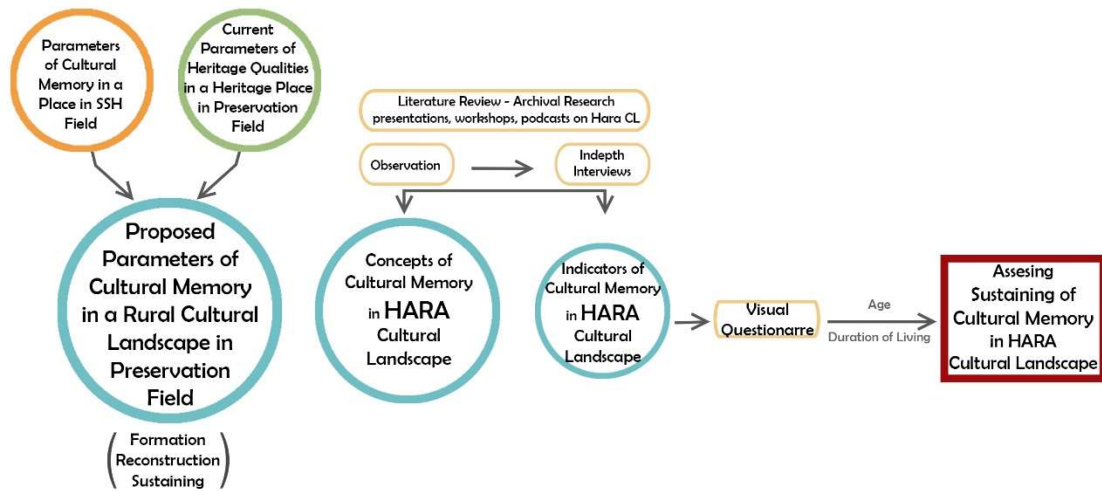 Parameters
of Cultural
Memory in a
Place in SSH
Field
Current
Parameters of
Heritage Qualities
in a Heritage Place
in Preservation
Field
Proposed
Parameters of
Cultural Memory
in a Rural Cultural
Landscape in
Preservation
Field
Formation
Reconstruction
Sustaining
Literature Review - Archival Research
presentations, workshops, podcasts on Hara CL
Observation
Indepth
Interviews
Concepts of
Cultural Memory
in HARA
Cultural
Landscape
Indicators of
Cultural Memory
in HARA
Cultural
Landscape
Visual
Questionarre
Age
Duration of Living
Assesing
Sustaining of
Cultural Memory
in HARA
Cultural Landscape